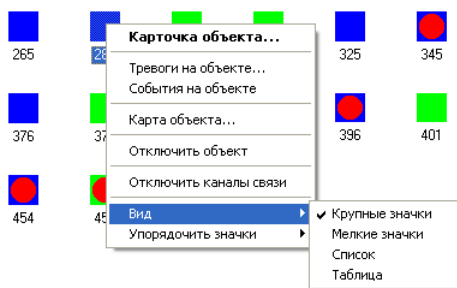 265
Карточка объекта...
325
345
Тревоги на объекте...
События на объекте
376
Карта объекта...
396
401
Отключить объект
Отключить каналы связи
454
Вид
Крупные значки
Упорядочить значки
Мелкие значки
Список
Таблица